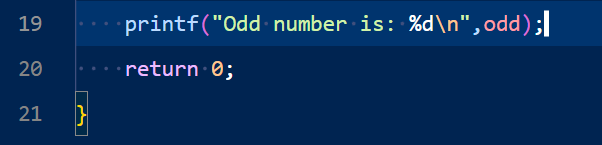 19     printf("Odd number is: %d\n",odd);
20     return 0;
21 }